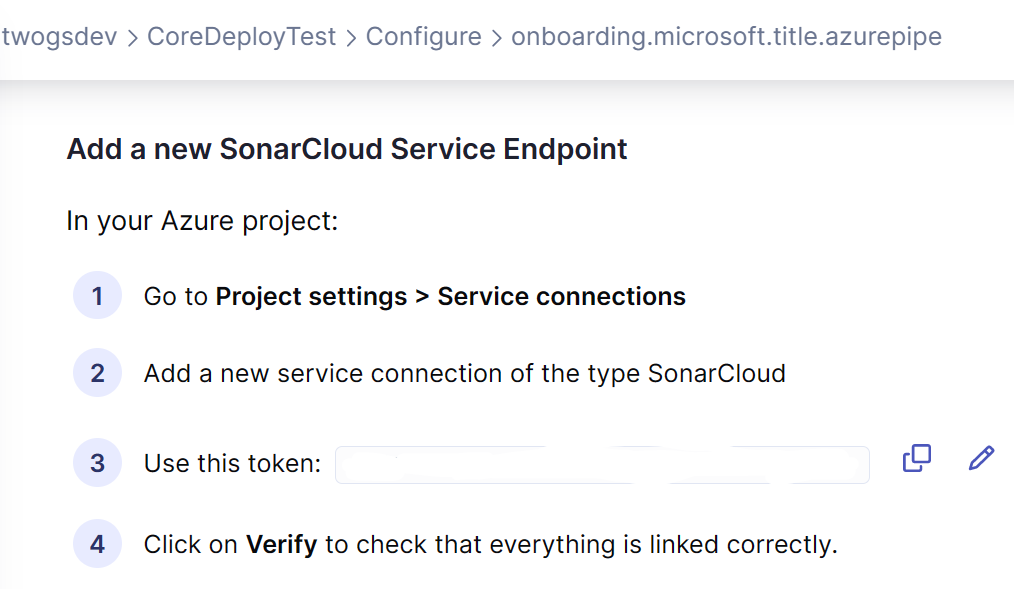 twogsdev > CoreDeployTest > Configure > onboarding.microsoft.title.azurepipe
Add a new SonarCloud Service Endpoint
In your Azure project:
1 Go to Project settings > Service connections
2 Add a new service connection of the type SonarCloud
3 Use this token:
4 Click on Verify to check that everything is linked correctly.